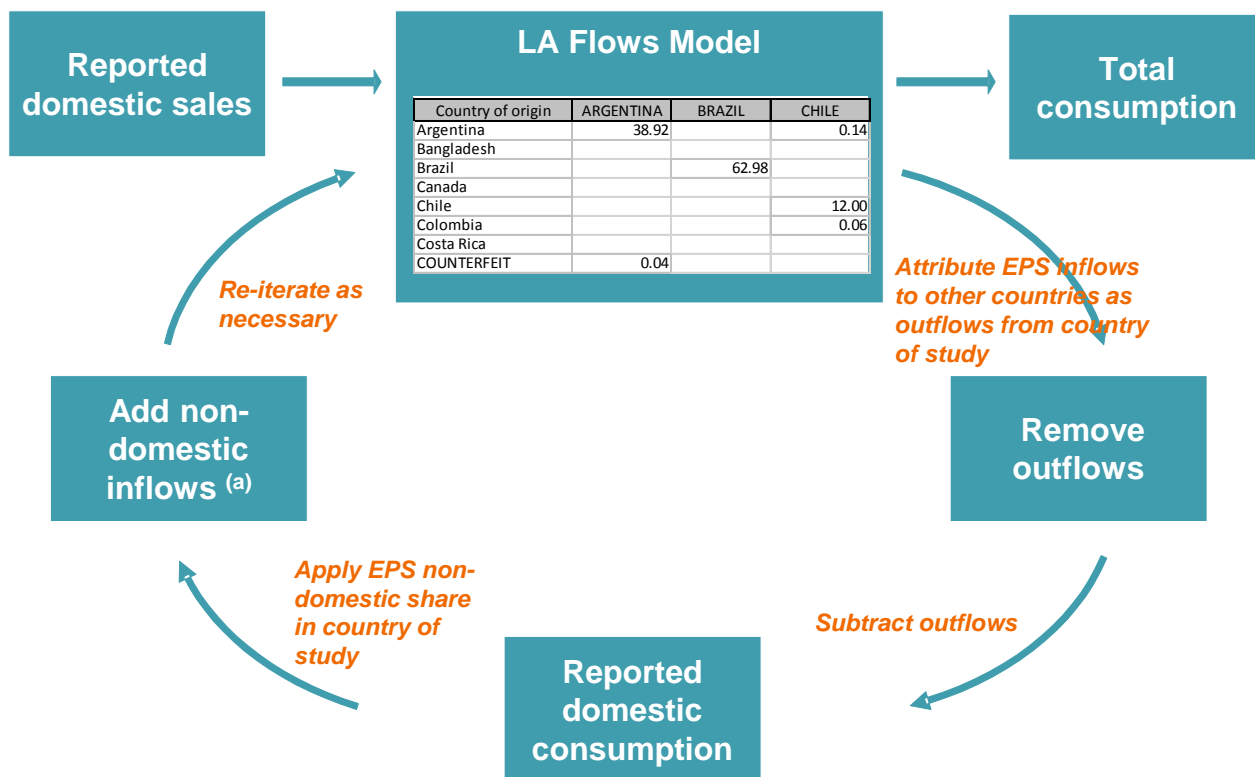 Reported
domestic sales
LA Flows Model
Total
consumption
Country of origin ARGENTINA BRAZIL CHILE
Argentina 38.92 0.14
Bangladesh
Brazil 62.98
Canada
Chile 12.00
Colombia 0.06
Costa Rica
COUNTERFEIT 0.04
Re-iterate as
necessary
Attribute EPS inflows
to other countries as
outflows from country
of study
Add non-
domestic
inflows (a)
Remove
outflows
Apply EPS non-
domestic share
in country of
study
Subtract outflows
Reported
domestic
consumption